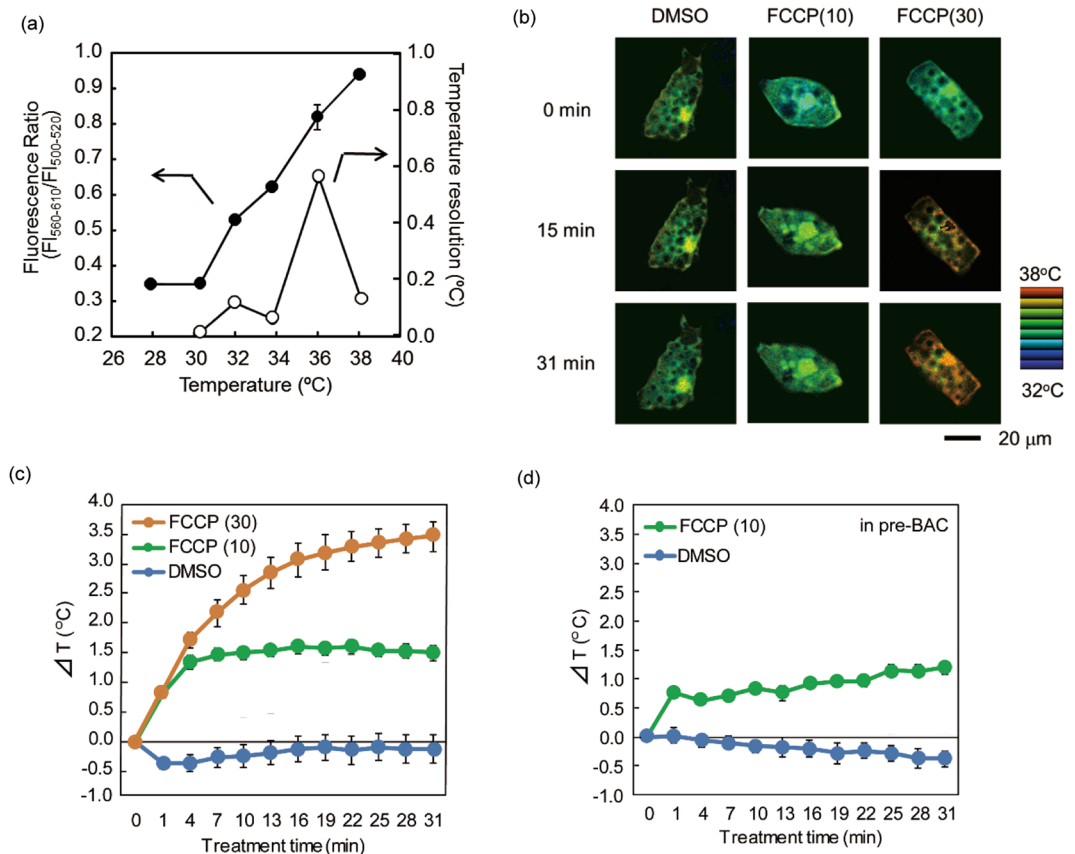 (a)
1.0
0.9
0.8
0.7
0.6
0.5
0.4
0.3
0.2
Fluorescence Ratio
(FI560-610/FI500-520)
1.0
0.8
0.6
0.4
0.2
0.0
Temperature resolution (°C)
26 28 30 32 34 36 38 40
Temperature (ºC)
(b)
DMSO FCCP(10) FCCP(30)
0 min
15 min
31 min
38°C
32°C
20 µm
(c)
4.0
3.5
3.0
2.5
2.0
1.5
1.0
0.5
0.0
-0.5
-1.0
⊿T (°C)
FCCP (30)
FCCP (10)
DMSO
0 1 4 7 10 13 16 19 22 25 28 31
Treatment time (min)
(d)
4.0
3.5
3.0
2.5
2.0
1.5
1.0
0.5
0.0
-0.5
-1.0
⊿T (°C)
FCCP (10) in pre-BAC
DMSO
0 1 4 7 10 13 16 19 22 25 28 31
Treatment time (min)